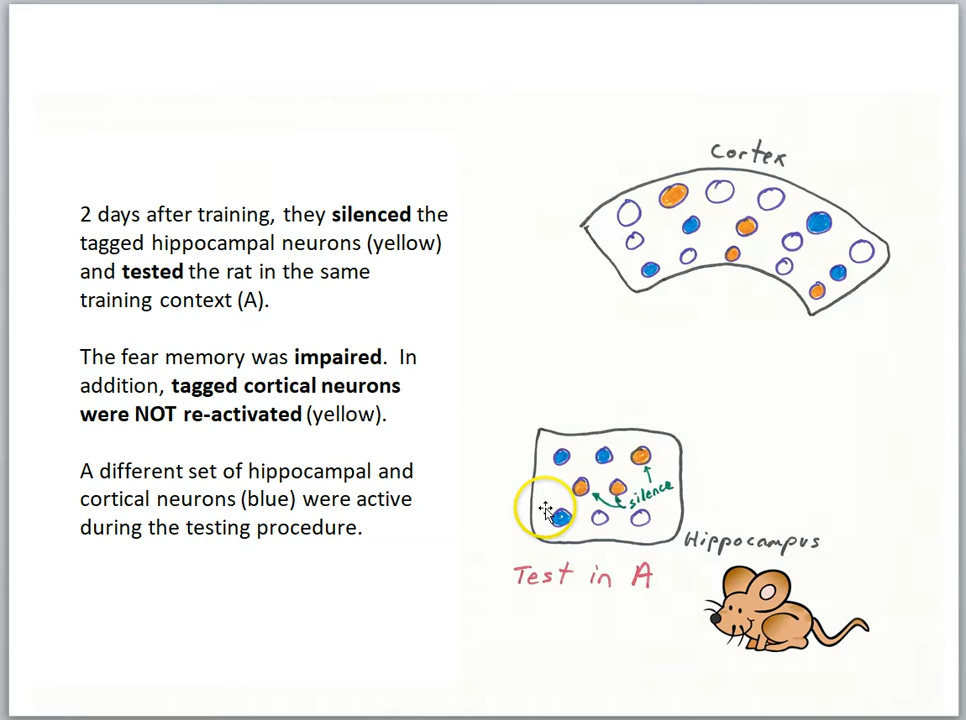 2 days after training, they silenced the
tagged hippocampal neurons (yellow)
and tested the rat in the same
training context (A).
The fear memory was impaired. In
addition, tagged cortical neurons
were NOT re-activated (yellow).
A different set of hippocampal and
cortical neurons (blue) were active
during the testing procedure.
Cortex
silence
Hippocampus
Test in A